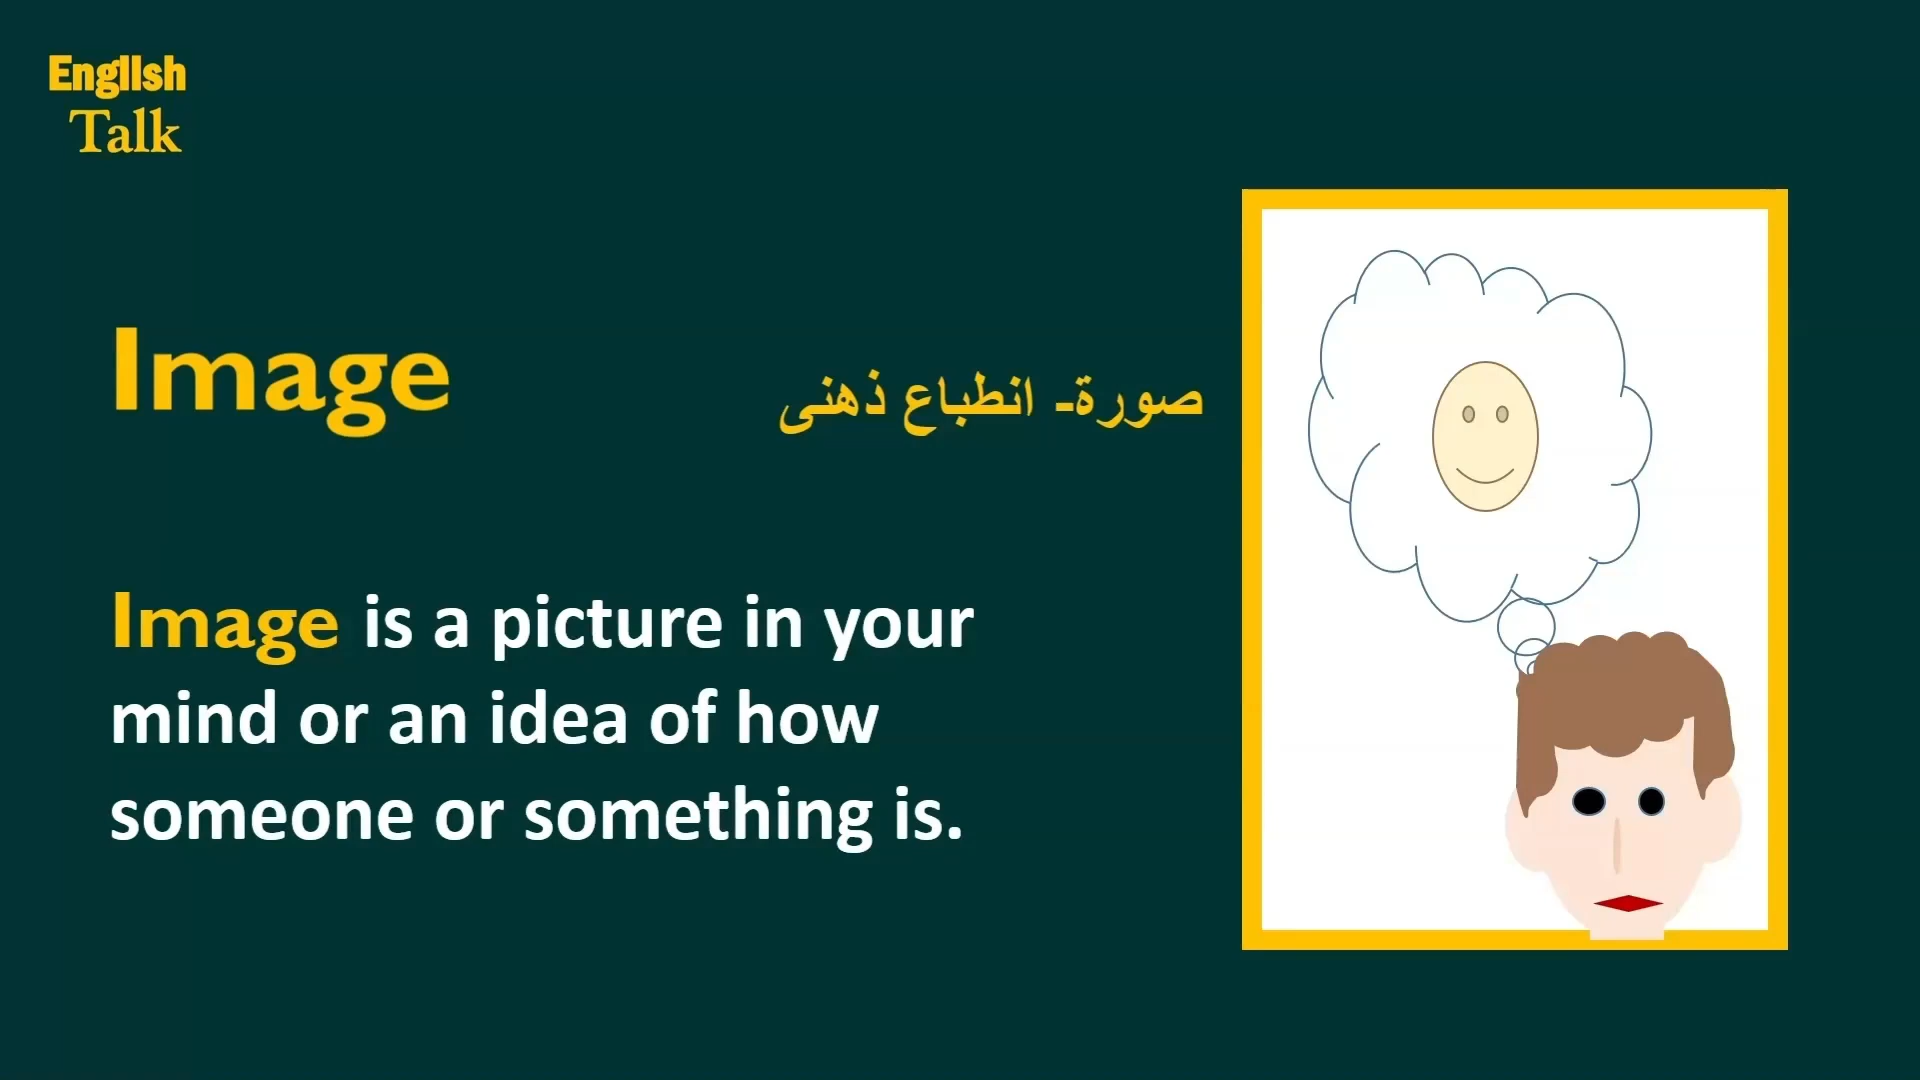 English
Talk
Image
صورة- انطباع ذهنى
Image is a picture in your
mind or an idea of how
someone or something is.